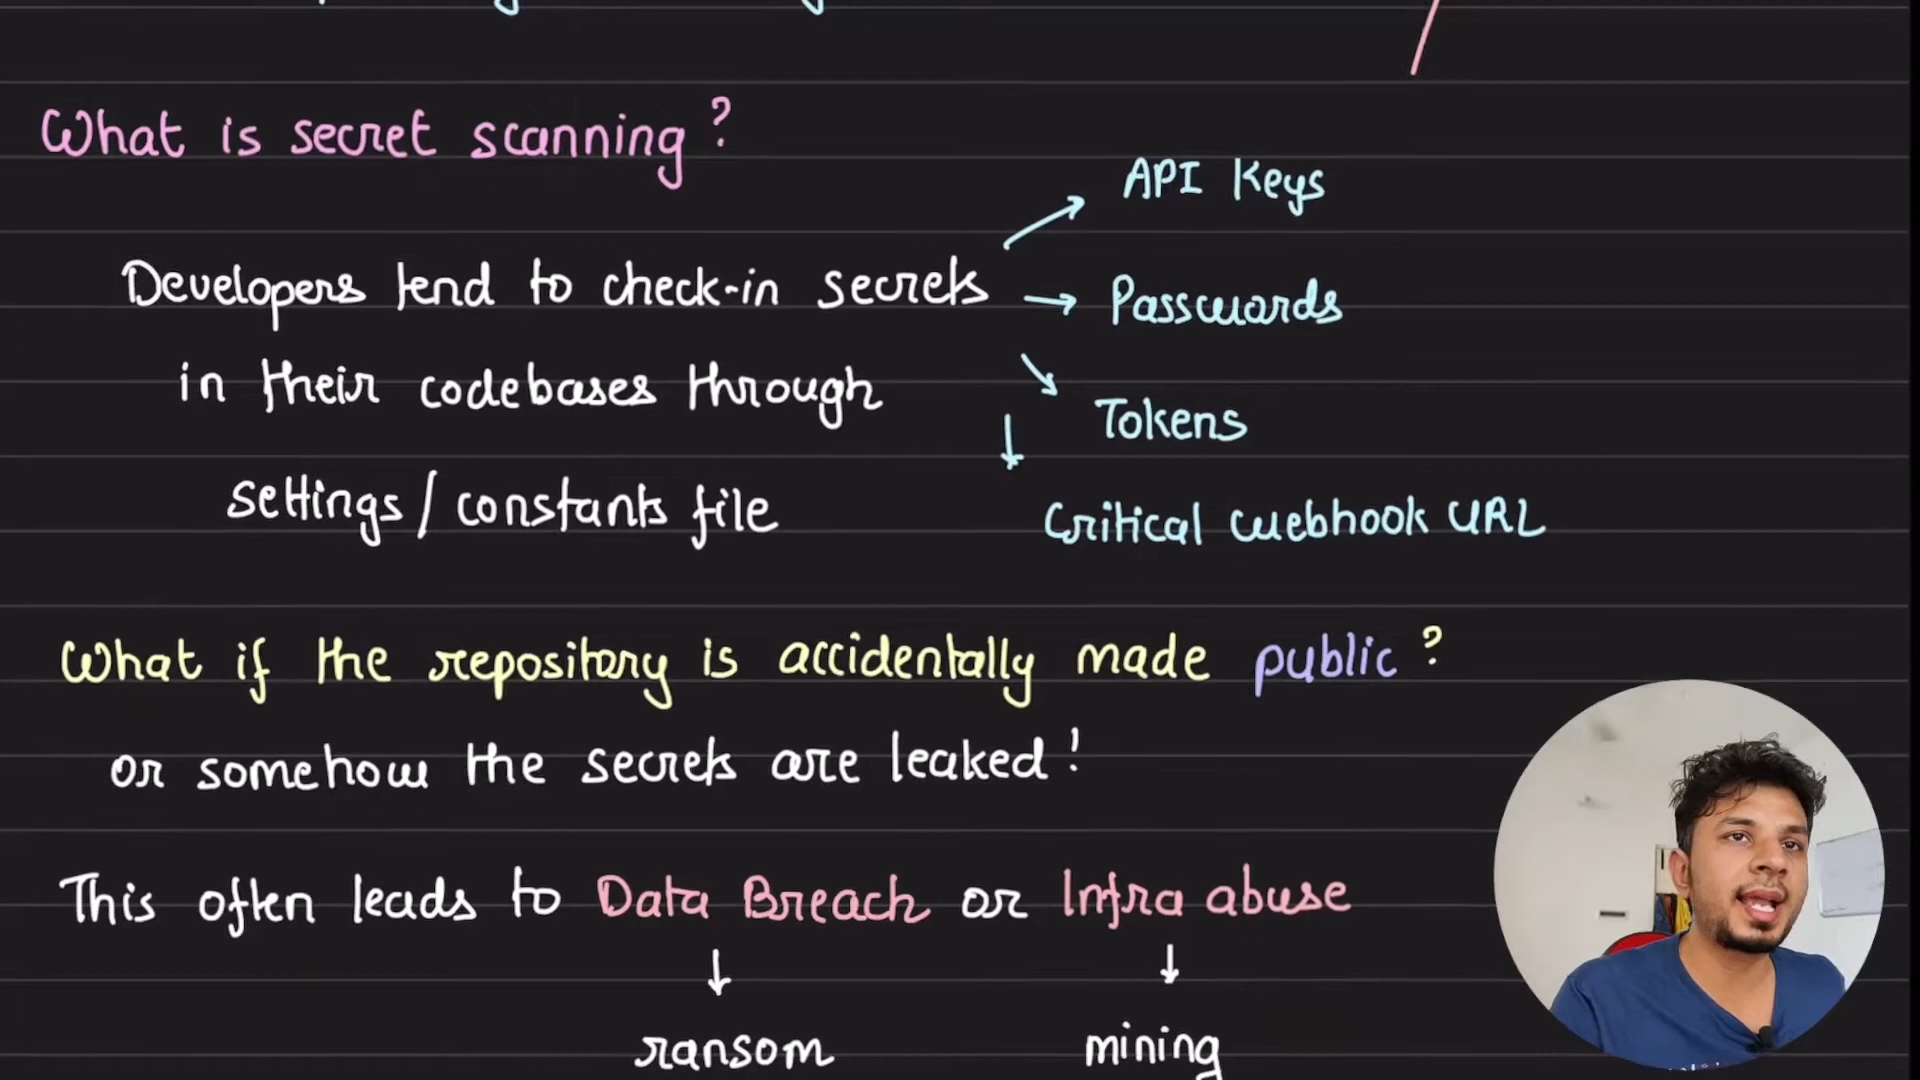 What is secret scanning?
API Keys
Developers tend to check-in secrets
Passwords
in their codebases through
Tokens
settings / constants file
Critical webhook URL
What if the repository is accidentally made public?
or somehow the secrets are leaked!
This often leads to Data Breach or Infra abuse
ransom
mining